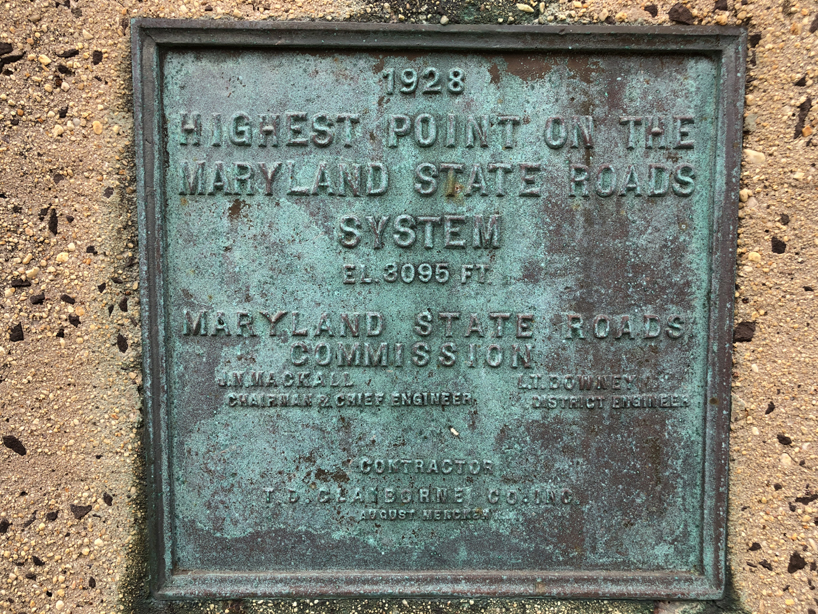 1928
HIGHEST POINT ON THE
MARYLAND STATE ROADS
SYSTEM
EL. 3095 FT.
MARYLAND STATE ROADS
COMMISSION
J.N. MACKALL L.T. DOWNEY
CHAIRMAN & CHIEF ENGINEER DISTRICT ENGINEER
CONTRACTOR
T.D. CLAIBORNE CO. INC.
AUGUST MENCKEN